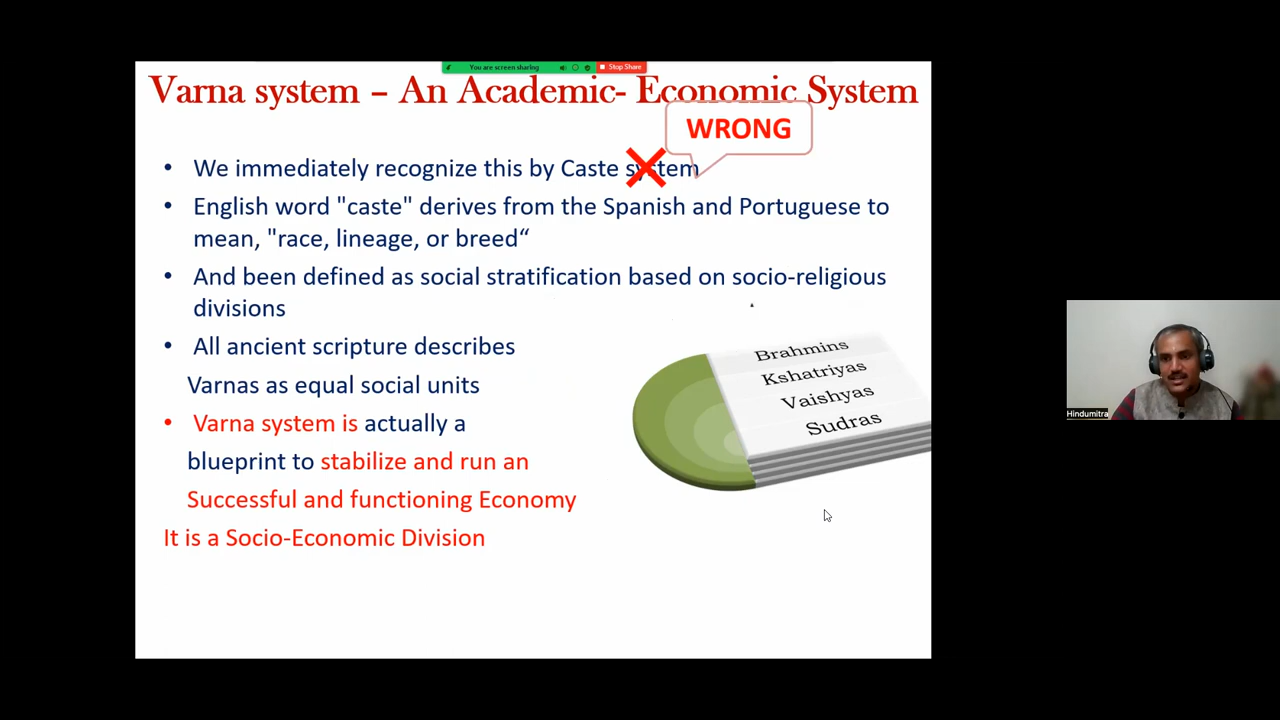 You are screen sharing
Stop Share
Varna system – An Academic- Economic System
WRONG
• We immediately recognize this by Caste system
• English word "caste" derives from the Spanish and Portuguese to
mean, "race, lineage, or breed“
• And been defined as social stratification based on socio-religious
divisions
• All ancient scripture describes
Varnas as equal social units
• Varna system is actually a
blueprint to stabilize and run an
Successful and functioning Economy
It is a Socio-Economic Division
Brahmins
Kshatriyas
Vaishyas
Sudras
Hindumitra